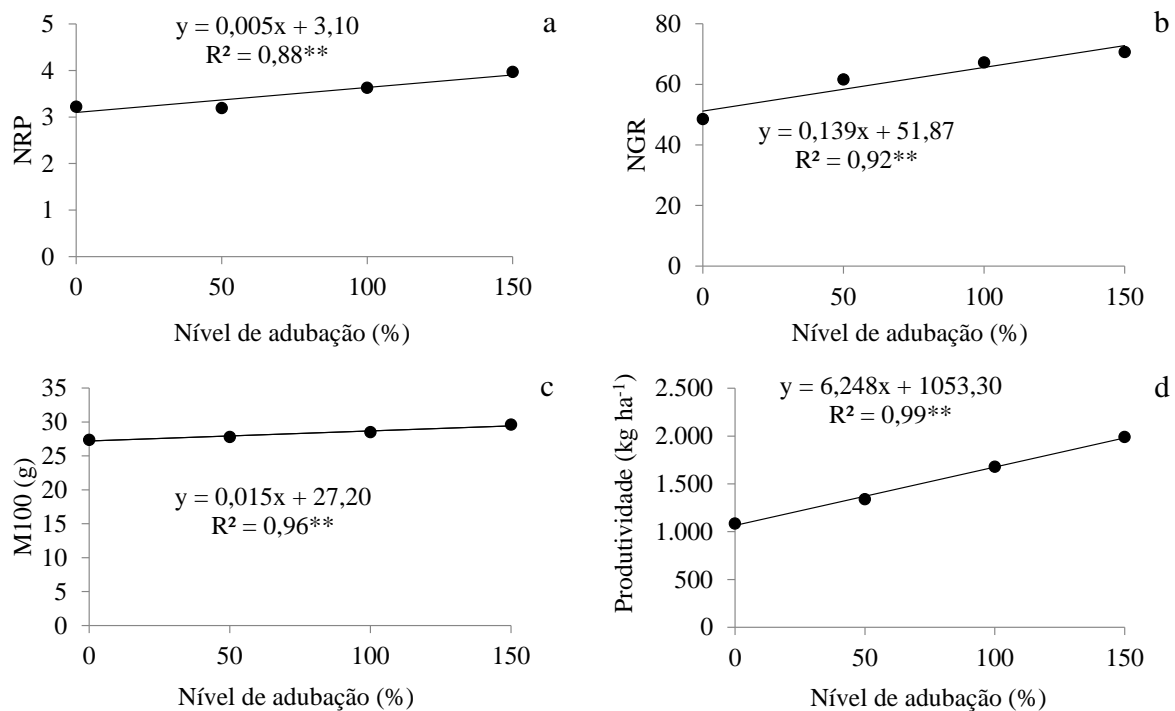 a
y = 0,005x + 3,10
R² = 0,88**
5
4
3
2
1
0
NRP
0 50 100 150
Nível de adubação (%)
b
80
60
40
20
0
NGR
y = 0,139x + 51,87
R² = 0,92**
0 50 100 150
Nível de adubação (%)
c
35
30
25
20
15
10
5
0
M100 (g)
y = 0,015x + 27,20
R² = 0,96**
0 50 100 150
Nível de adubação (%)
d
y = 6,248x + 1053,30
R² = 0,99**
2.500
2.000
1.500
1.000
500
0
Produtividade (kg ha⁻¹)
0 50 100 150
Nível de adubação (%)